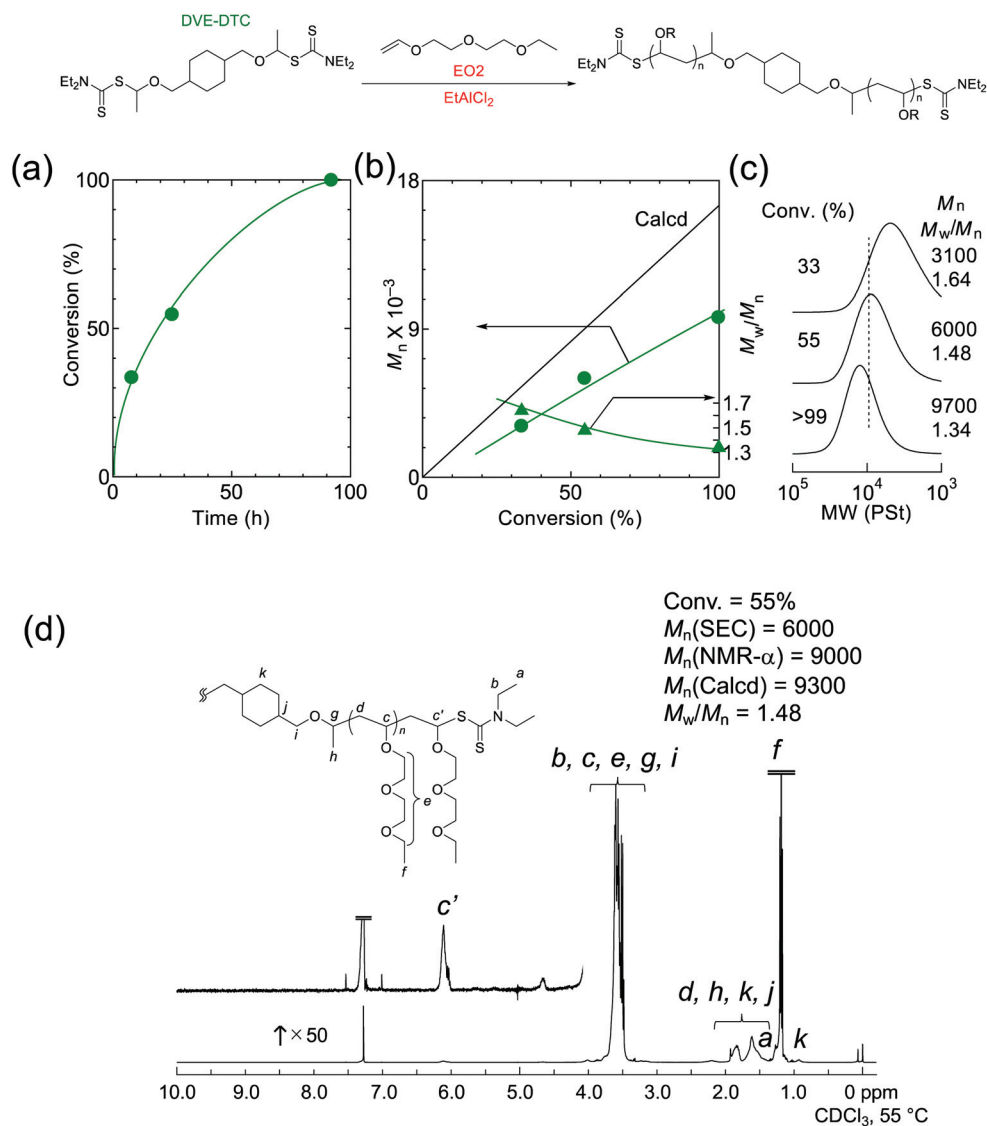 DVE-DTC
Et₂N S O S NEt₂
S O S
O O O
EO2
EtAlCl₂
Et₂N S OR n O
S O S NEt₂
OR n S
(a)
100
50
0
0 50 100
Conversion (%)
Time (h)
(b)
18
9
0
0 50 100
Mₙ X 10⁻³
Calcd
1.7
1.5
1.3
M_w/Mₙ
Conversion (%)
(c)
Conv. (%) Mₙ
M_w/Mₙ
33 3100
1.64
55 6000
1.48
>99 9700
1.34
10⁵ 10⁴ 10³
MW (PSt)
(d)
Conv. = 55%
Mₙ(SEC) = 6000
Mₙ(NMR-α) = 9000
Mₙ(Calcd) = 9300
M_w/Mₙ = 1.48
k j i O g h d c n c' S S N b a
O O
O O
O O
e
f
b, c, e, g, i
f
c'
d, h, k, j
a k
↑× 50
10.0 9.0 8.0 7.0 6.0 5.0 4.0 3.0 2.0 1.0 0 ppm
CDCl₃, 55 °C